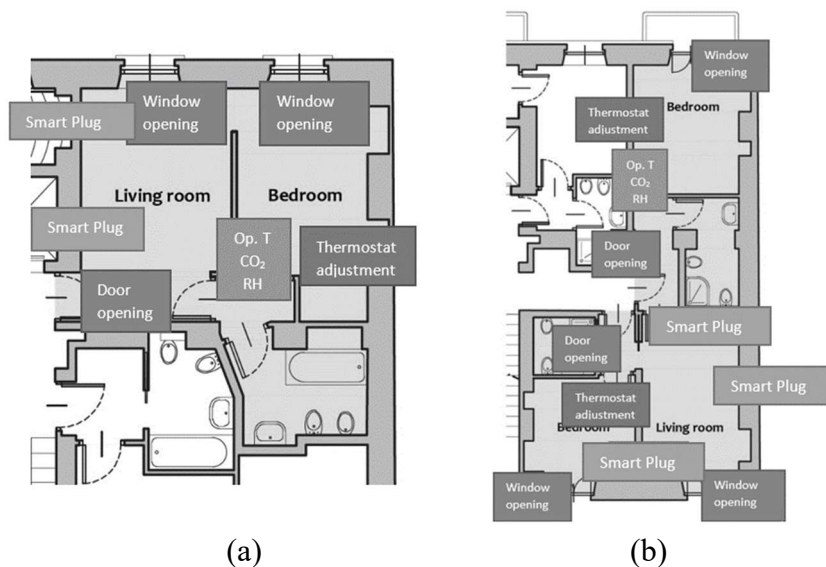 Window
opening
Window
opening
Smart Plug
Living room
Bedroom
Smart Plug
Op. T
CO₂
RH
Thermostat
adjustment
Door
opening
(a)
Window
opening
Bedroom
Thermostat
adjustment
Op. T
CO₂
RH
Door
opening
Smart Plug
Door
opening
Smart Plug
Thermostat
adjustment
Bedroom
Living room
Smart Plug
Window
opening
Window
opening
(b)